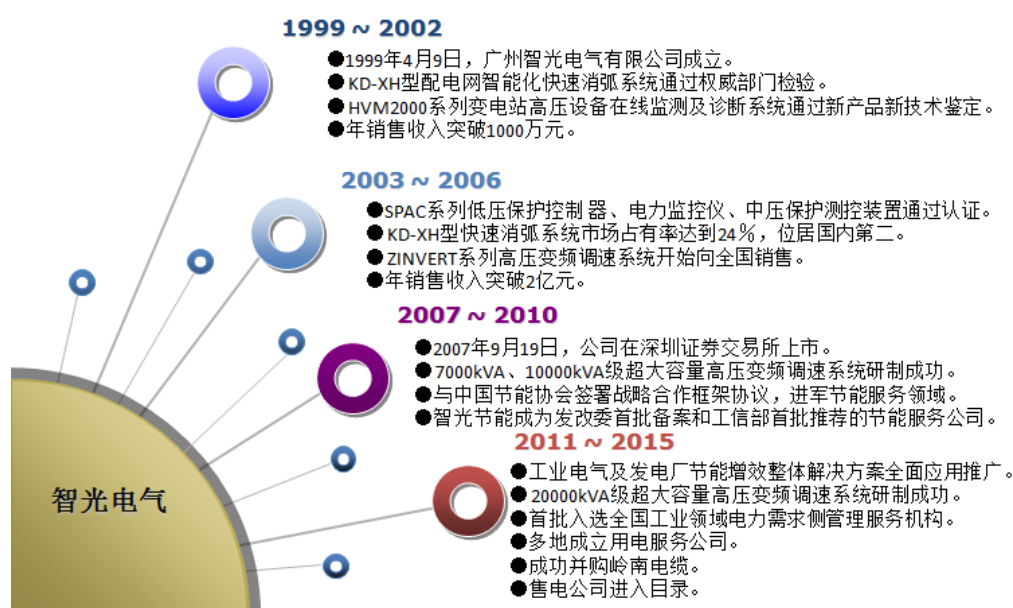 1999 ~ 2002
●1999年4月9日，广州智光电气有限公司成立。
●KD-XH型配电网智能化快速消弧系统通过权威部门检验。
●HVM2000系列变电站高压设备在线监测及诊断系统通过新产品新技术鉴定。
●年销售收入突破1000万元。
2003 ~ 2006
●SPAC系列低压保护控制器、电力监控仪、中压保护测控装置通过认证。
●KD-XH型快速消弧系统市场占有率达到24％，位居国内第二。
●ZINVERT系列高压变频调速系统开始向全国销售。
●年销售收入突破2亿元。
2007 ~ 2010
●2007年9月19日，公司在深圳证券交易所上市。
●7000kVA、10000kVA级超大容量高压变频调速系统研制成功。
●与中国节能协会签署战略合作框架协议，进军节能服务领域。
●智光节能成为发改委首批备案和工信部首批推荐的节能服务公司。
2011 ~ 2015
●工业电气及发电厂节能增效整体解决方案全面应用推广。
●20000kVA级超大容量高压变频调速系统研制成功。
●首批入选全国工业领域电力需求侧管理服务机构。
●多地成立用电服务公司。
●成功并购岭南电缆。
●售电公司进入目录。
智光电气